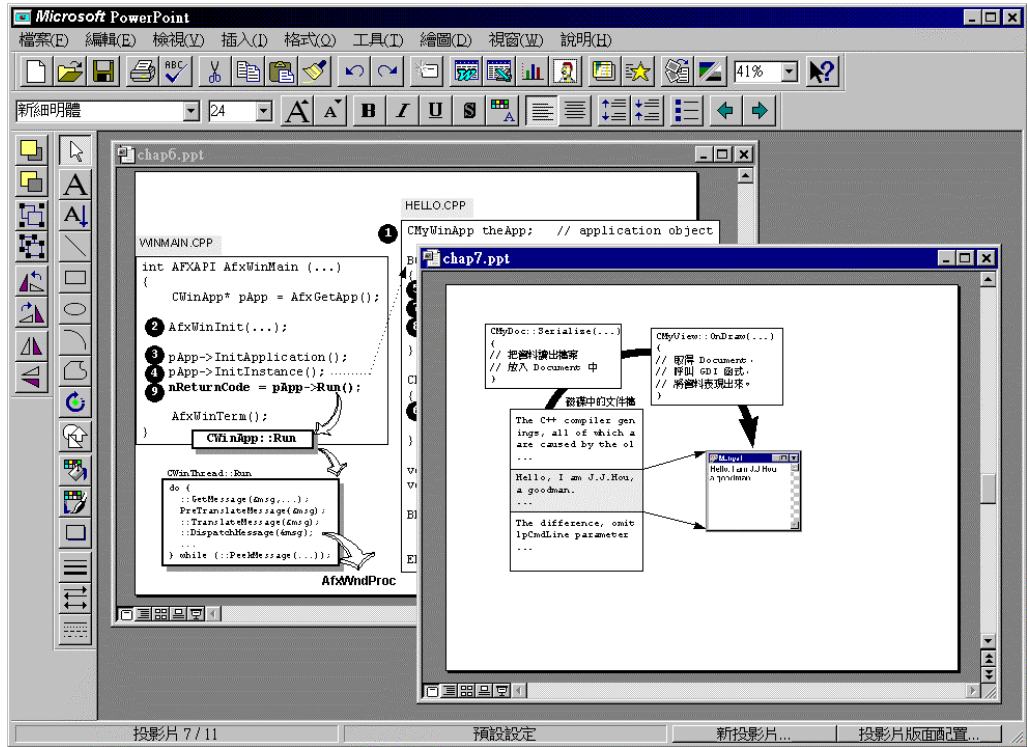 Microsoft PowerPoint
檔案(F) 編輯(E) 檢視(V) 插入(I) 格式(O) 工具(T) 繪圖(D) 視窗(W) 說明(H)
ABC
41%
新細明體 24 A A B I U S A
A
A
chap6.ppt
HELLO.CPP
1 CMyWinApp theApp; // application object
WINMAIN.CPP
int AFXAPI AfxWinMain (...)
{
CWinApp* pApp = AfxGetApp();
2 AfxWinInit(...);
3 pApp->InitApplication();
4 pApp->InitInstance();
9 nReturnCode = pApp->Run();
AfxWinTerm();
}
CWinApp::Run
CWinThread::Run
do {
::GetMessage(&msg,...);
PreTranslateMessage(&msg);
::TranslateMessage(&msg);
::DispatchMessage(&msg);
...
} while (::PeekMessage(...));
AfxWndProc
chap7.ppt
CMyDoc::Serialise(...)
{
// 把資料讀出檔案
// 放入 Document 中
}
CMyView::OnDraw(...)
{
// 取得 Document，
// 呼叫 GDI 函式，
// 將資料表現出來。
}
磁碟中的文件檔
The C++ compiler gen
ings, all of which a
are caused by the ol
...
Hello, I am J.J.Hou,
a goodman.
...
The difference, omit
lpCmdLine parameter
...
Hello, I am J.J.Hou
a goodman
投影片 7 / 11 預設設定 新投影片... 投影片版面配置...